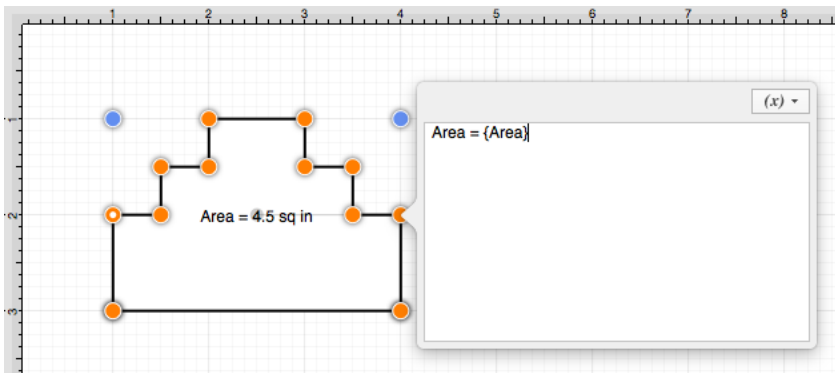 1 2 3 4 5 6 7 8
1
(x)
Area = {Area}
2
Area = 4.5 sq in
3